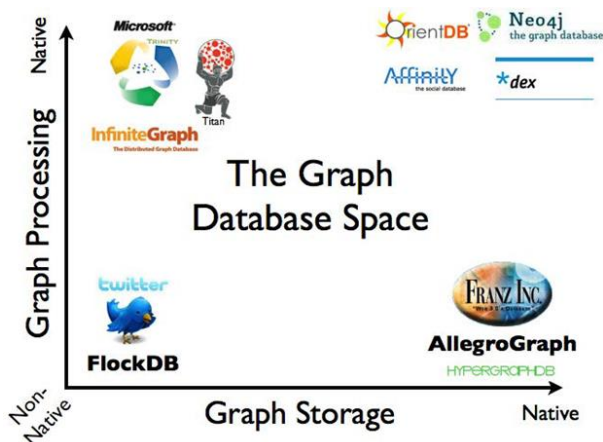 Native
Graph Processing
Microsoft
TRINITY
Titan
InfiniteGraph
The Distributed Graph Database
OrientDB
Neo4j
the graph database
Affinity
the social database
*dex
The Graph
Database Space
twitter
FlockDB
FRANZ INC.
AllegroGraph
HYPERGRAPHDB
Non-
Native
Graph Storage
Native